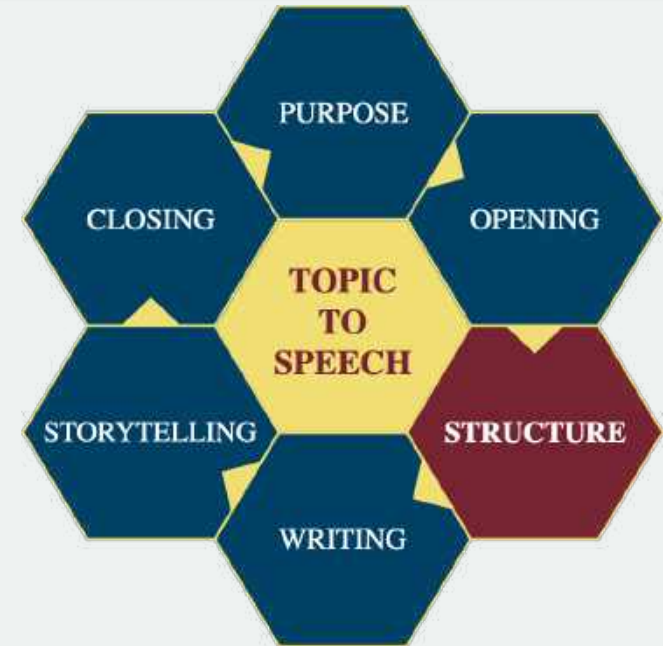 PURPOSE
OPENING
STRUCTURE
WRITING
STORYTELLING
CLOSING
TOPIC
TO
SPEECH